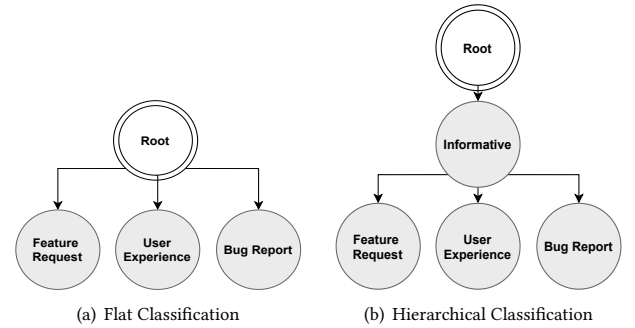 Root
Feature
Request
User
Experience
Bug Report
(a) Flat Classification
Root
Informative
Feature
Request
User
Experience
Bug Report
(b) Hierarchical Classification